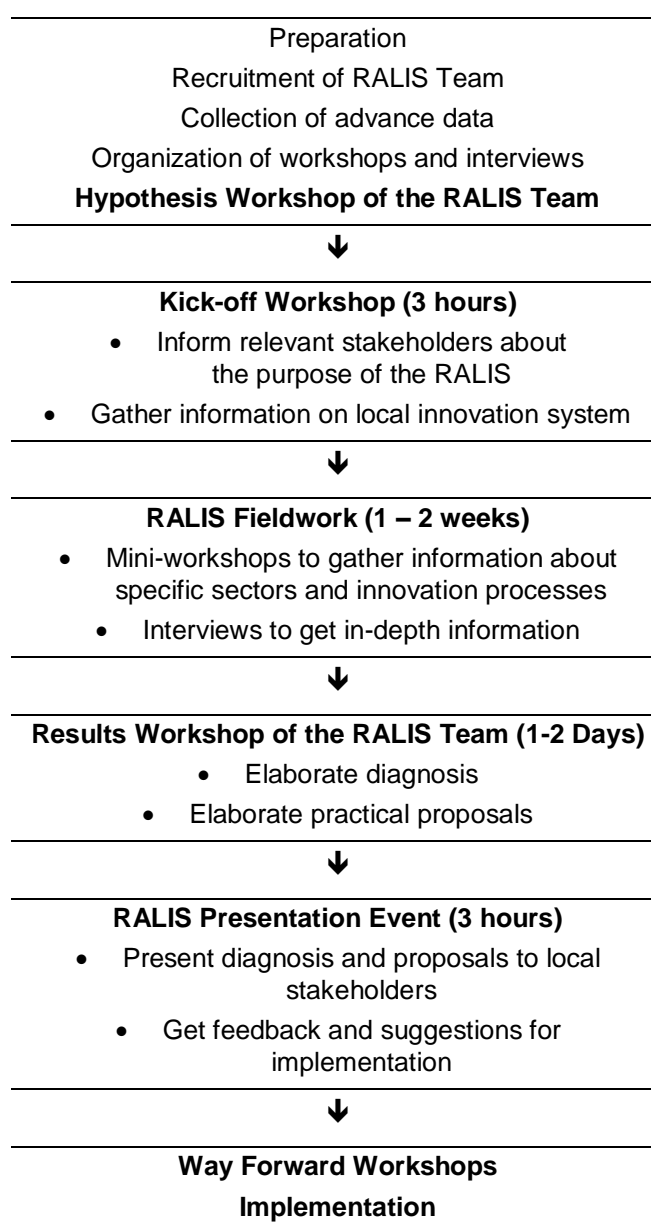 Preparation
Recruitment of RALIS Team
Collection of advance data
Organization of workshops and interviews
Hypothesis Workshop of the RALIS Team
🡻
Kick-off Workshop (3 hours)
• Inform relevant stakeholders about
the purpose of the RALIS
• Gather information on local innovation system
🡻
RALIS Fieldwork (1 – 2 weeks)
• Mini-workshops to gather information about
specific sectors and innovation processes
• Interviews to get in-depth information
🡻
Results Workshop of the RALIS Team (1-2 Days)
• Elaborate diagnosis
• Elaborate practical proposals
🡻
RALIS Presentation Event (3 hours)
• Present diagnosis and proposals to local
stakeholders
• Get feedback and suggestions for
implementation
🡻
Way Forward Workshops
Implementation